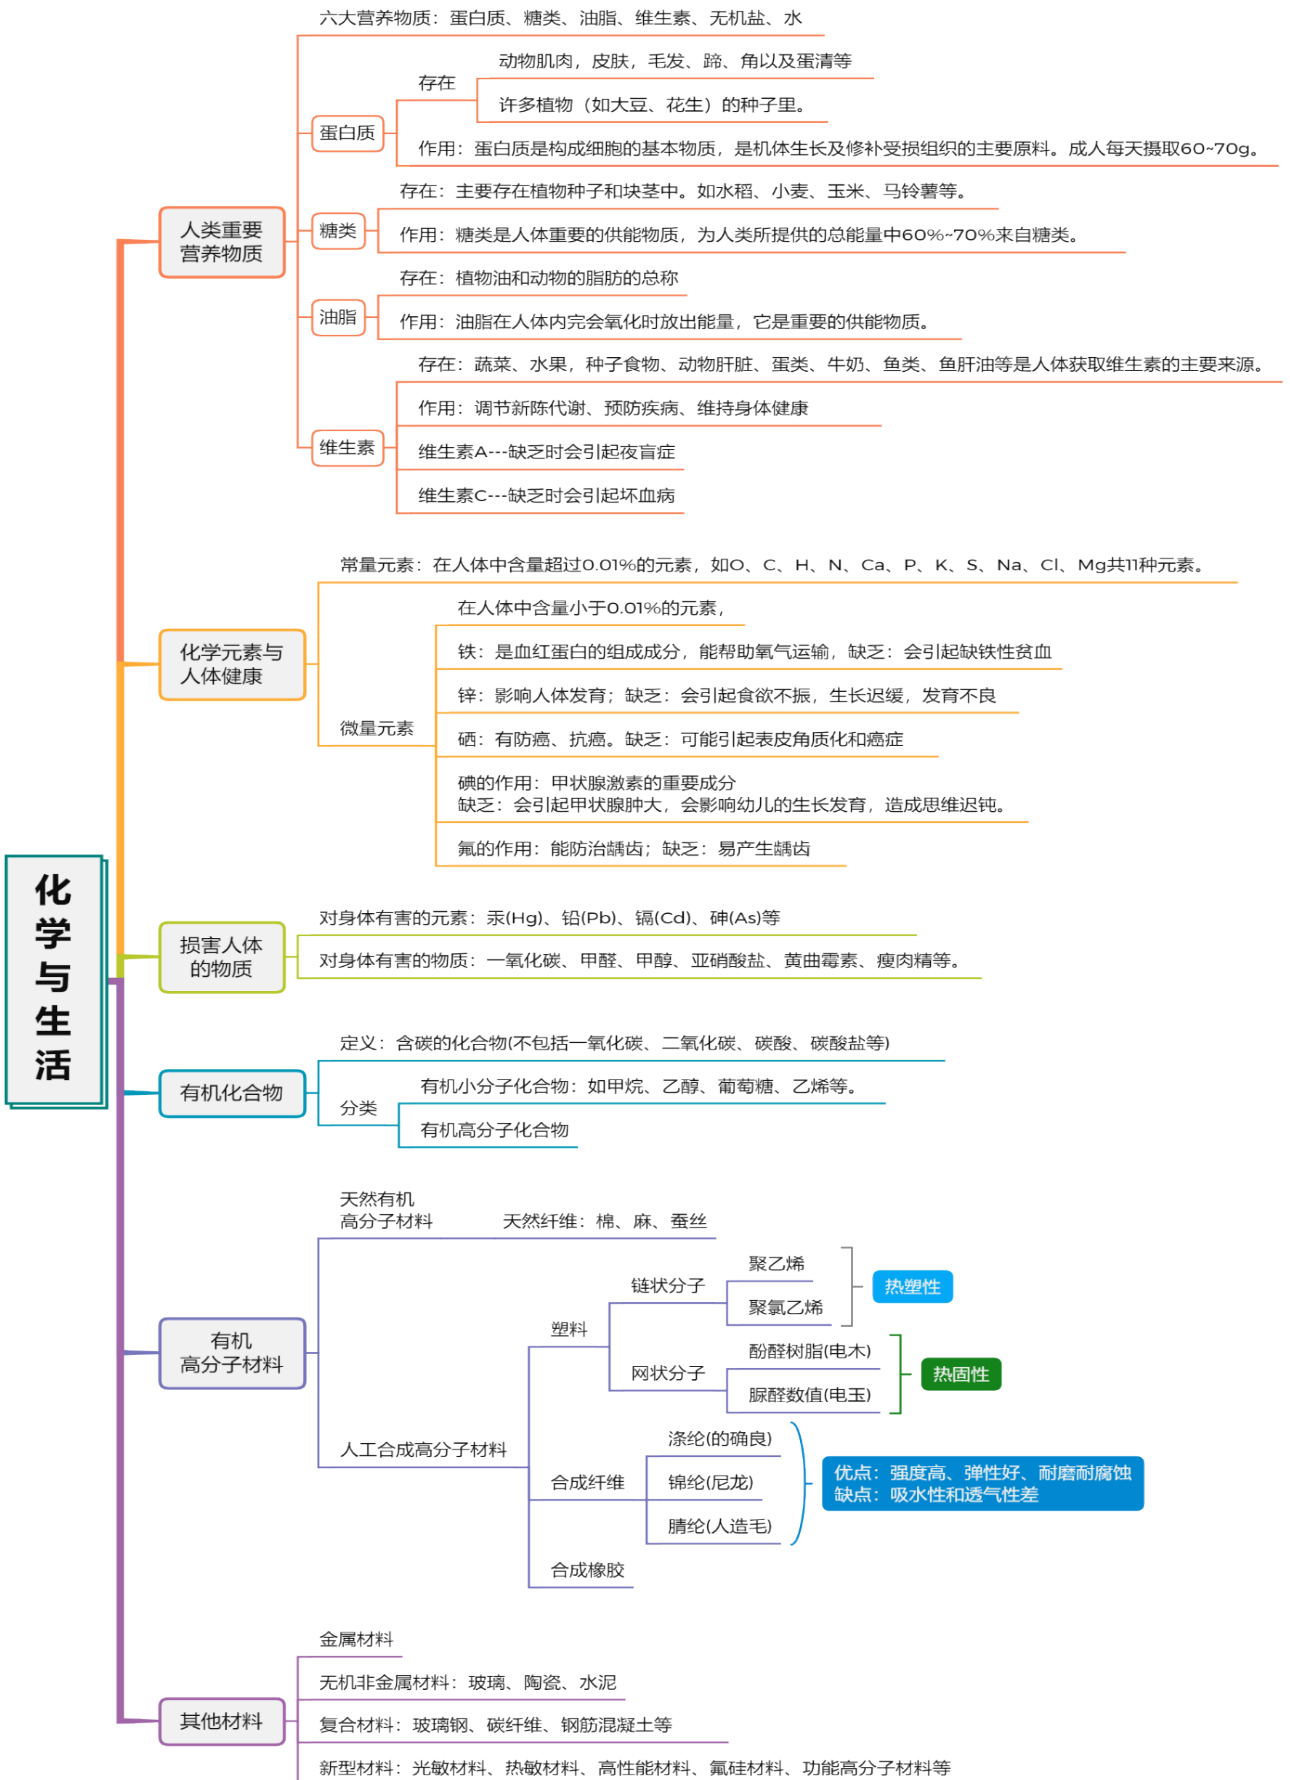 六大营养物质：蛋白质、糖类、油脂、维生素、无机盐、水
动物肌肉，皮肤，毛发、蹄、角以及蛋清等
存在
许多植物（如大豆、花生）的种子里。
蛋白质
作用：蛋白质是构成细胞的基本物质，是机体生长及修补受损组织的主要原料。成人每天摄取60~70g。
存在：主要存在植物种子和块茎中。如水稻、小麦、玉米、马铃薯等。
人类重要
营养物质
糖类
作用：糖类是人体重要的供能物质，为人类所提供的总能量中60%~70%来自糖类。
存在：植物油和动物的脂肪的总称
油脂
作用：油脂在人体内完会氧化时放出能量，它是重要的供能物质。
存在：蔬菜、水果，种子食物、动物肝脏、蛋类、牛奶、鱼类、鱼肝油等是人体获取维生素的主要来源。
作用：调节新陈代谢、预防疾病、维持身体健康
维生素
维生素A---缺乏时会引起夜盲症
维生素C---缺乏时会引起坏血病
常量元素：在人体中含量超过0.01%的元素，如O、C、H、N、Ca、P、K、S、Na、Cl、Mg共11种元素。
在人体中含量小于0.01%的元素，
化学元素与
人体健康
铁：是血红蛋白的组成成分，能帮助氧气运输，缺乏：会引起缺铁性贫血
锌：影响人体发育；缺乏：会引起食欲不振，生长迟缓，发育不良
微量元素
硒：有防癌、抗癌。缺乏：可能引起表皮角质化和癌症
碘的作用：甲状腺激素的重要成分
缺乏：会引起甲状腺肿大，会影响幼儿的生长发育，造成思维迟钝。
氟的作用：能防治龋齿；缺乏：易产生龋齿
化学与生活
对身体有害的元素：汞(Hg)、铅(Pb)、镉(Cd)、砷(As)等
损害人体
的物质
对身体有害的物质：一氧化碳、甲醛、甲醇、亚硝酸盐、黄曲霉素、瘦肉精等。
定义：含碳的化合物(不包括一氧化碳、二氧化碳、碳酸、碳酸盐等)
有机化合物
分类
有机小分子化合物：如甲烷、乙醇、葡萄糖、乙烯等。
有机高分子化合物
天然有机
高分子材料
天然纤维：棉、麻、蚕丝
聚乙烯
链状分子
热塑性
聚氯乙烯
塑料
有机
高分子材料
酚醛树脂(电木)
网状分子
热固性
脲醛数值(电玉)
人工合成高分子材料
涤纶(的确良)
合成纤维
锦纶(尼龙)
优点：强度高、弹性好、耐磨耐腐蚀
缺点：吸水性和透气性差
腈纶(人造毛)
合成橡胶
金属材料
无机非金属材料：玻璃、陶瓷、水泥
其他材料
复合材料：玻璃钢、碳纤维、钢筋混凝土等
新型材料：光敏材料、热敏材料、高性能材料、氟硅材料、功能高分子材料等